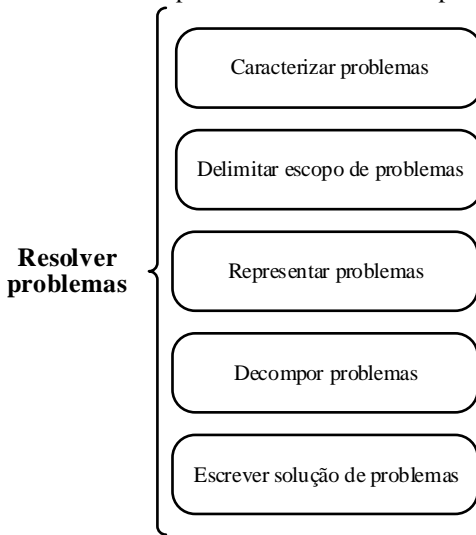 Caracterizar problemas
Delimitar escopo de problemas
Resolver
problemas
Representar problemas
Decompor problemas
Escrever solução de problemas